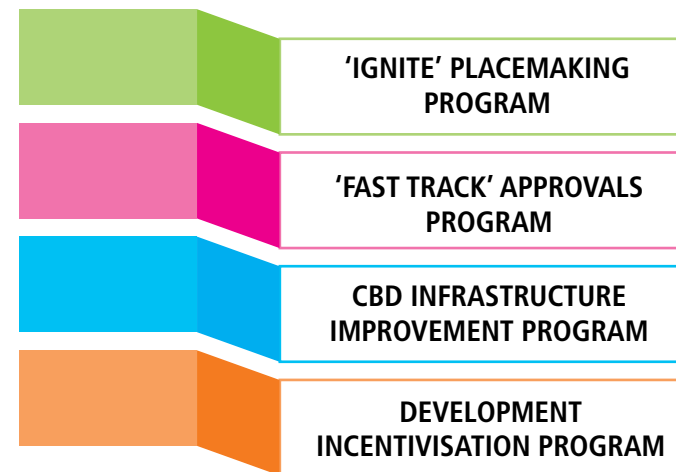 ‘IGNITE’ PLACEMAKING
PROGRAM
‘FAST TRACK’ APPROVALS
PROGRAM
CBD INFRASTRUCTURE
IMPROVEMENT PROGRAM
DEVELOPMENT
INCENTIVISATION PROGRAM